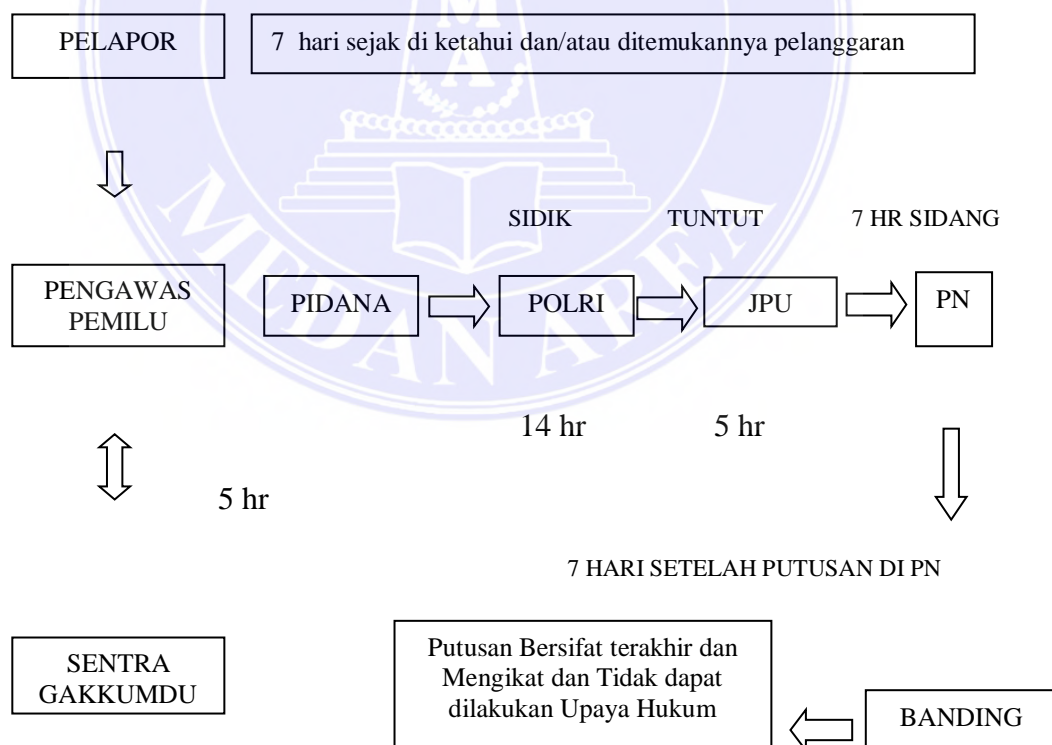 PELAPOR
7 hari sejak di ketahui dan/atau ditemukannya pelanggaran
SIDIK
TUNTUT
7 HR SIDANG
PENGAWAS
PEMILU
PIDANA
POLRI
JPU
PN
14 hr
5 hr
5 hr
7 HARI SETELAH PUTUSAN DI PN
SENTRA
GAKKUMDU
Putusan Bersifat terakhir dan
Mengikat dan Tidak dapat
dilakukan Upaya Hukum
BANDING
M
A
MEDAN AREA